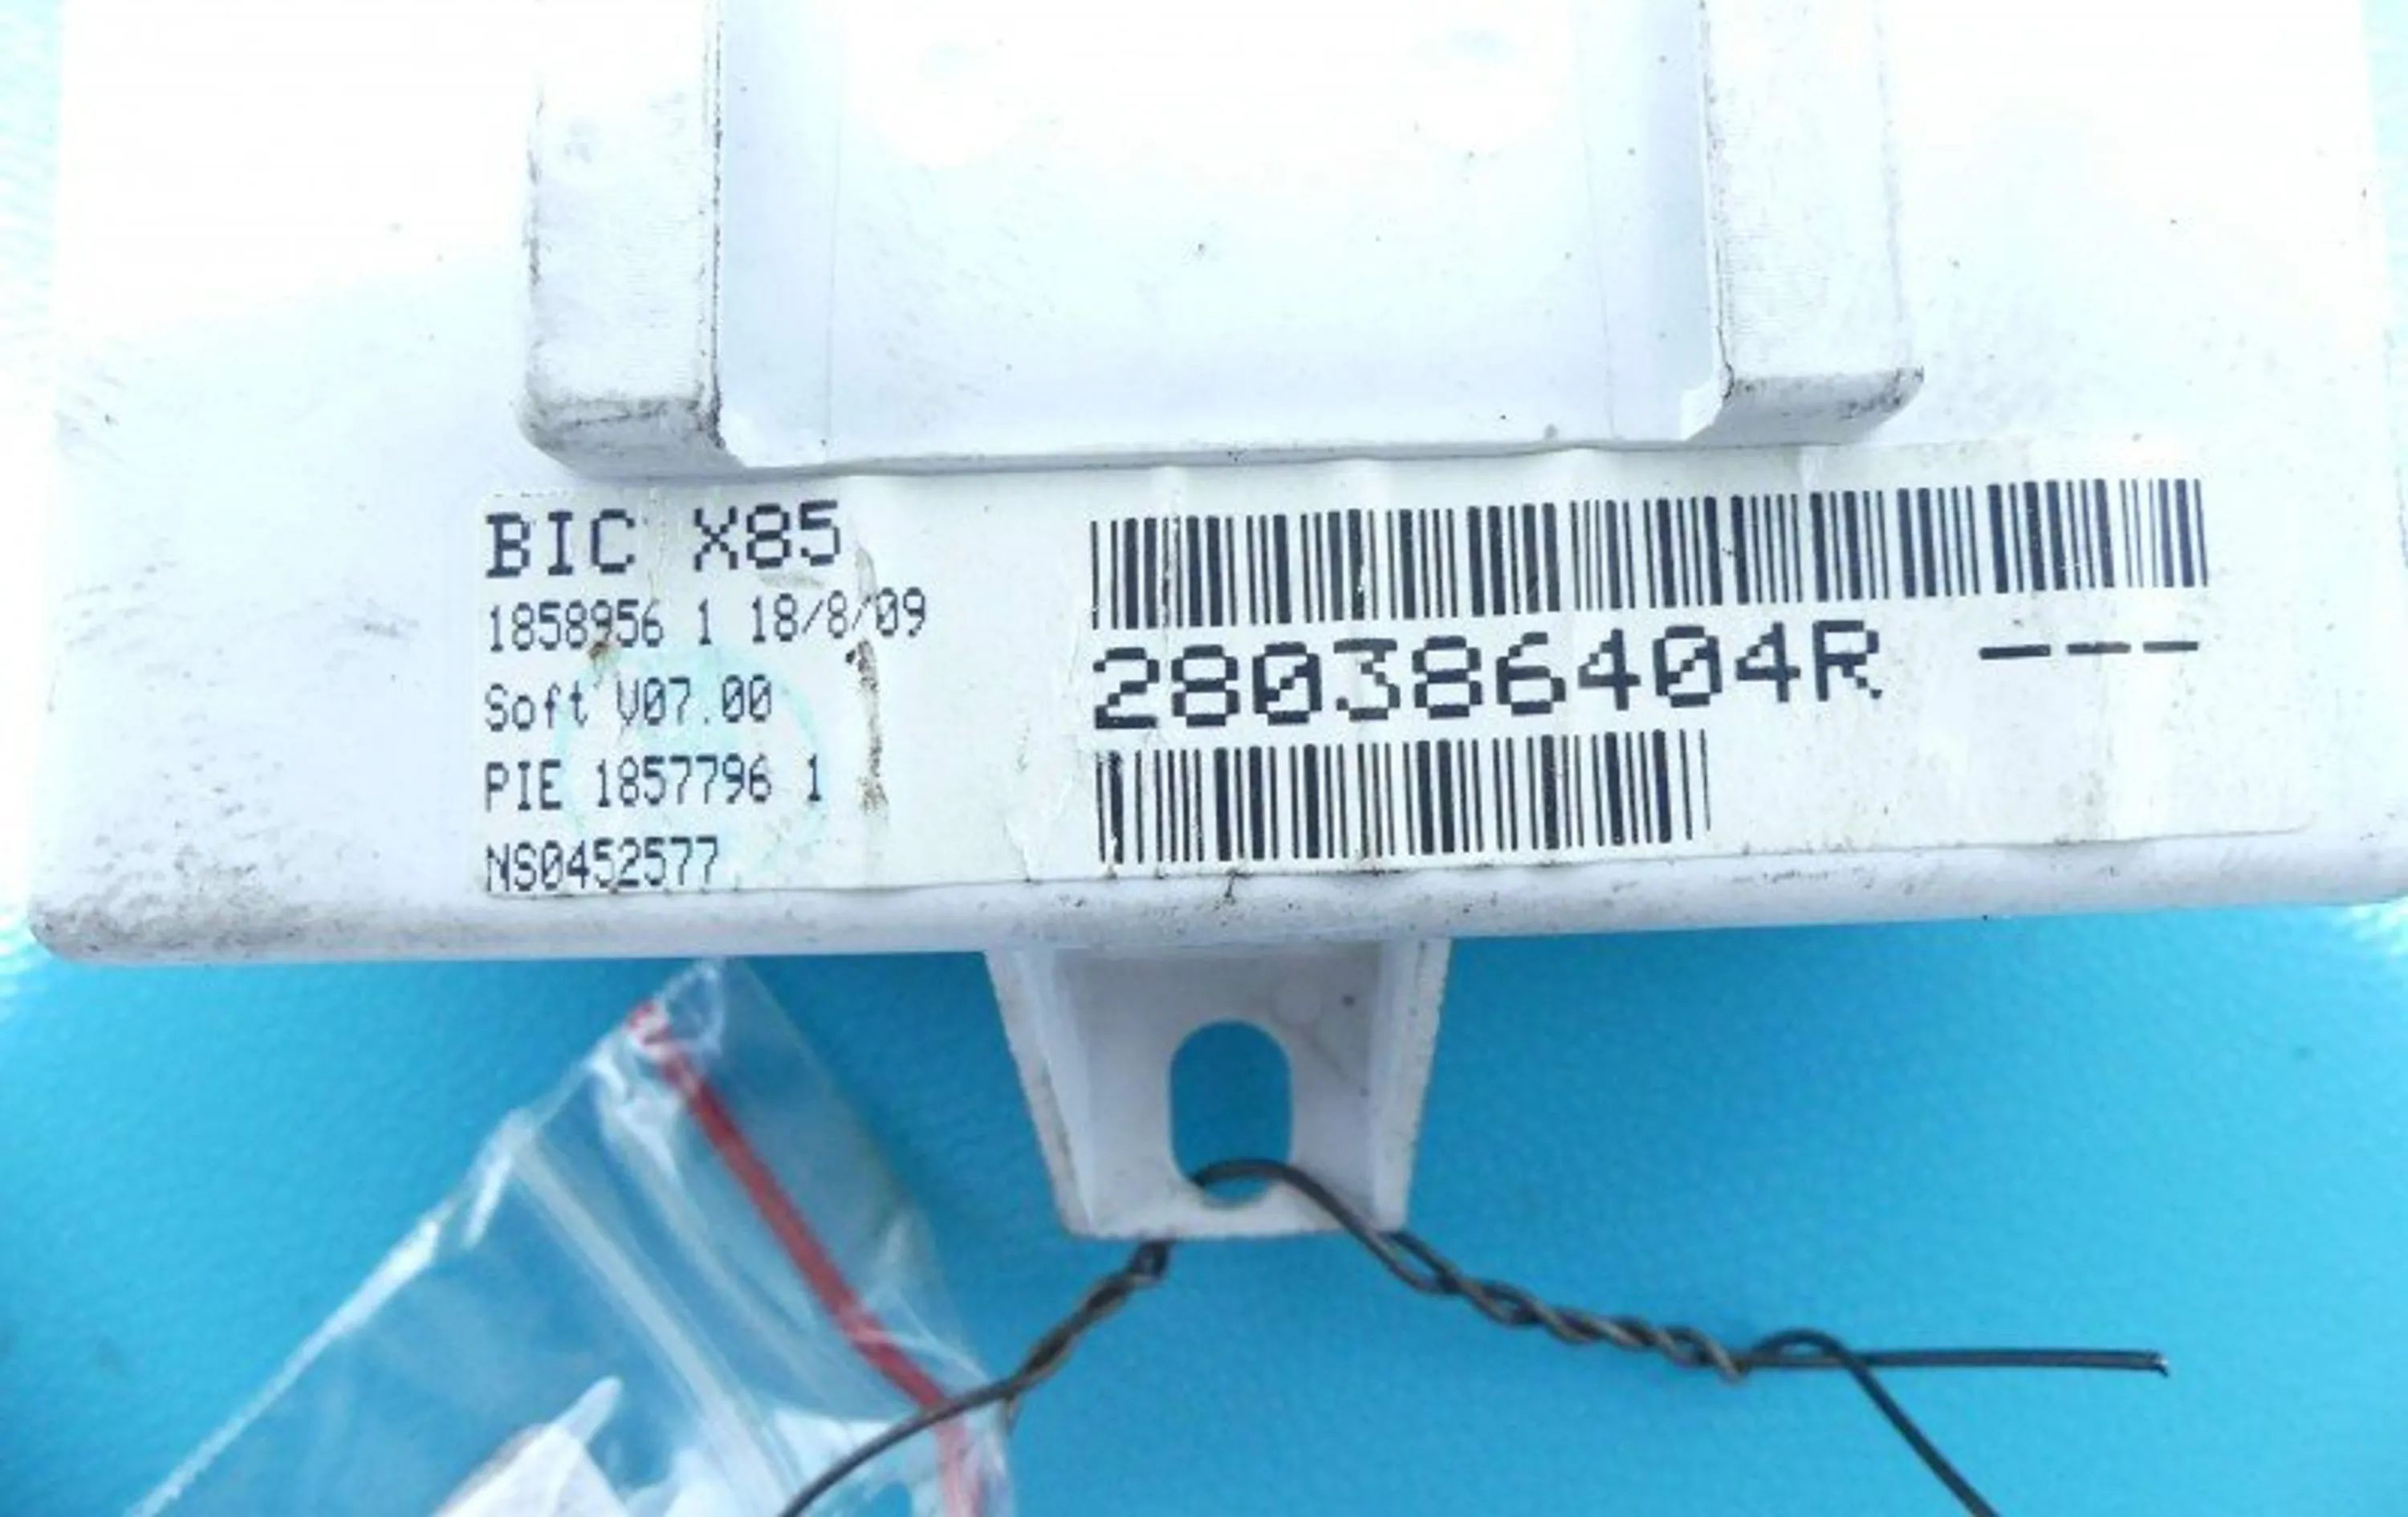 BIC X85
1858956 1 18/8/09
Soft V07.00
PIE 1857796 1
NS0452577
280386404R ---